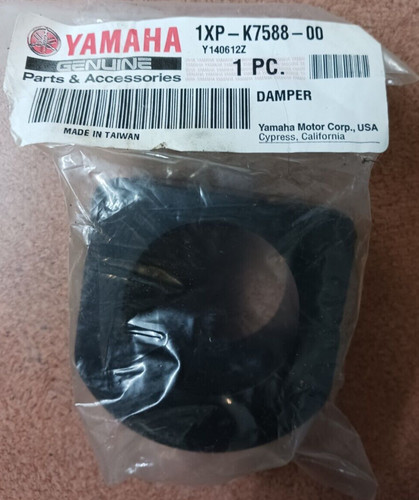 YAMAHA
GENUINE
Parts & Accessories
MADE IN TAIWAN
1XP-K7588-00
Y140612Z
1 PC.
DAMPER
Yamaha Motor Corp., USA
Cypress, California